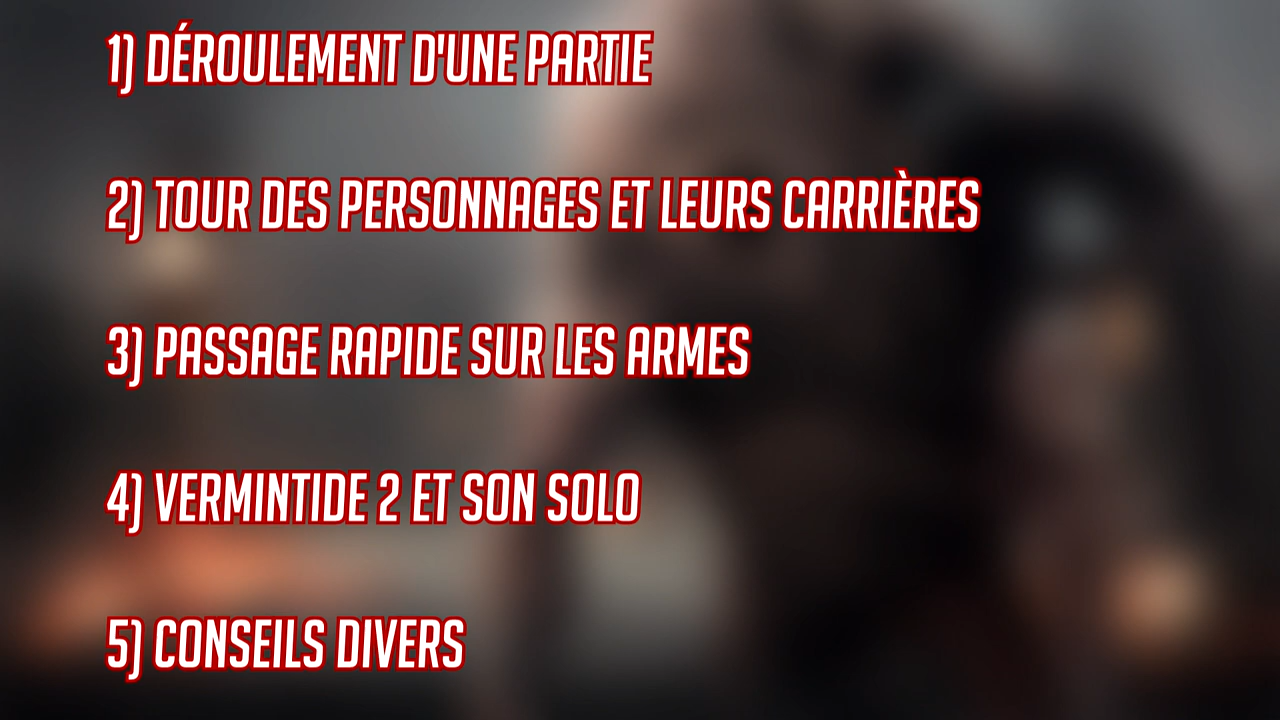 1) DÉROULEMENT D'UNE PARTIE
2) TOUR DES PERSONNAGES ET LEURS CARRIÈRES
3) PASSAGE RAPIDE SUR LES ARMES
4) VERMINTIDE 2 ET SON SOLO
5) CONSEILS DIVERS